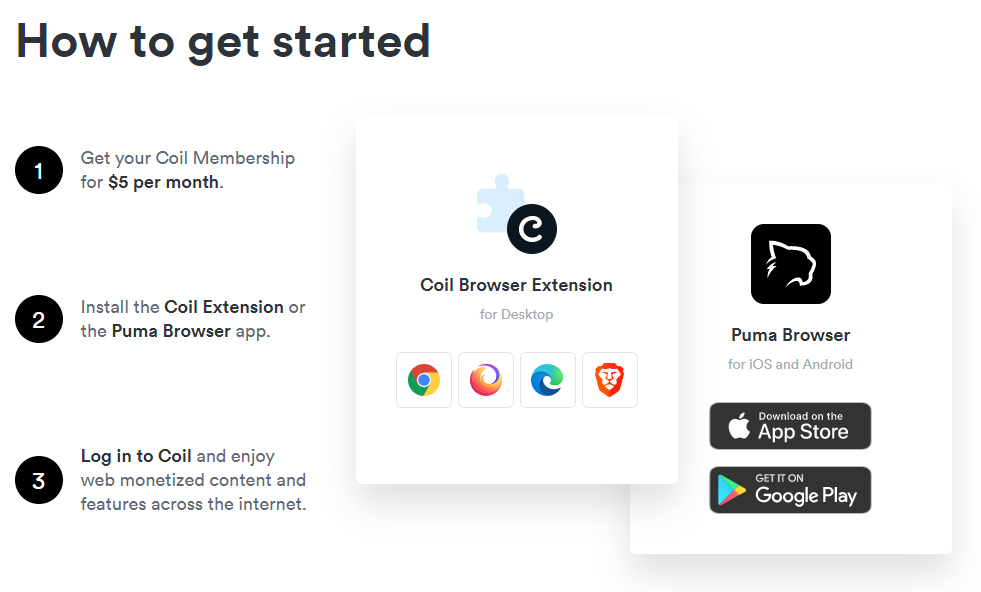 How to get started
1
Get your Coil Membership
for $5 per month.
2
Install the Coil Extension or
the Puma Browser app.
3
Log in to Coil and enjoy
web monetized content and
features across the internet.
Coil Browser Extension
for Desktop
Puma Browser
for iOS and Android
Download on the
App Store
GET IT ON
Google Play